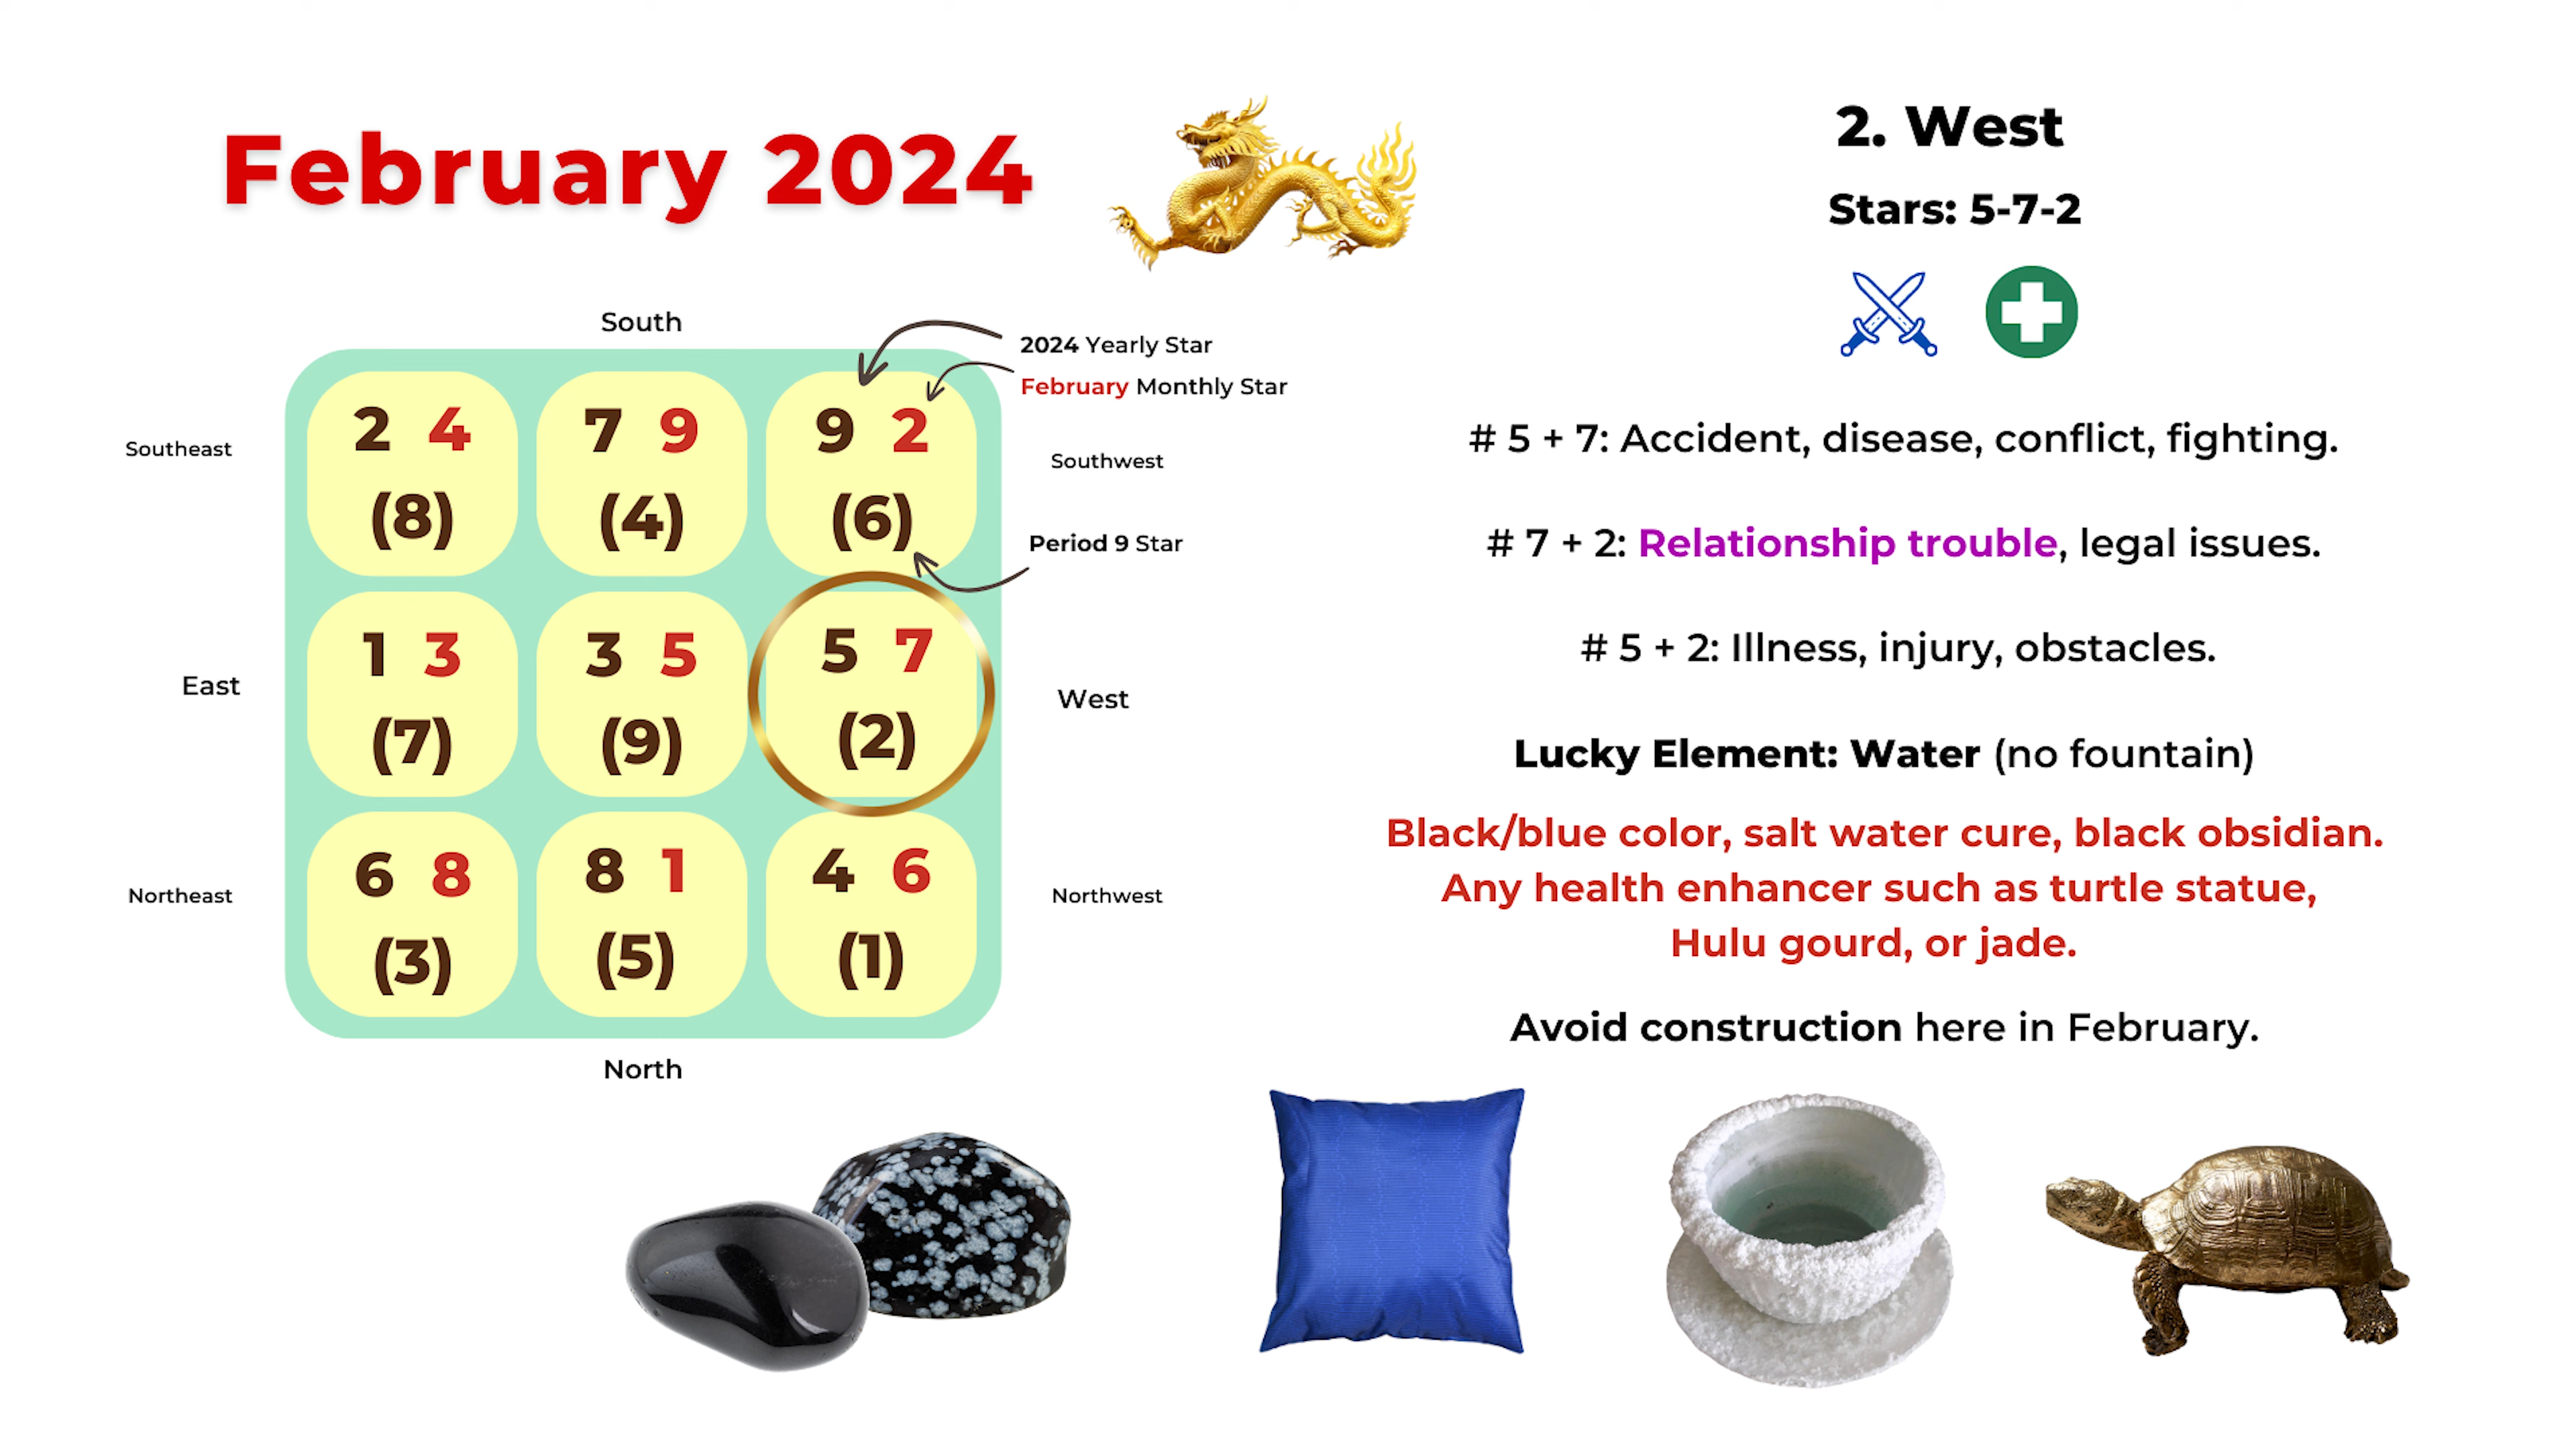 February 2024
South
2024 Yearly Star
February Monthly Star
Southeast
2 4
(8)
7 9
(4)
9 2
(6)
Southwest
Period 9 Star
East
1 3
(7)
3 5
(9)
5 7
(2)
West
Northeast
6 8
(3)
8 1
(5)
4 6
(1)
Northwest
North
2. West
Stars: 5-7-2
# 5 + 7: Accident, disease, conflict, fighting.
# 7 + 2: Relationship trouble, legal issues.
# 5 + 2: Illness, injury, obstacles.
Lucky Element: Water (no fountain)
Black/blue color, salt water cure, black obsidian.
Any health enhancer such as turtle statue,
Hulu gourd, or jade.
Avoid construction here in February.